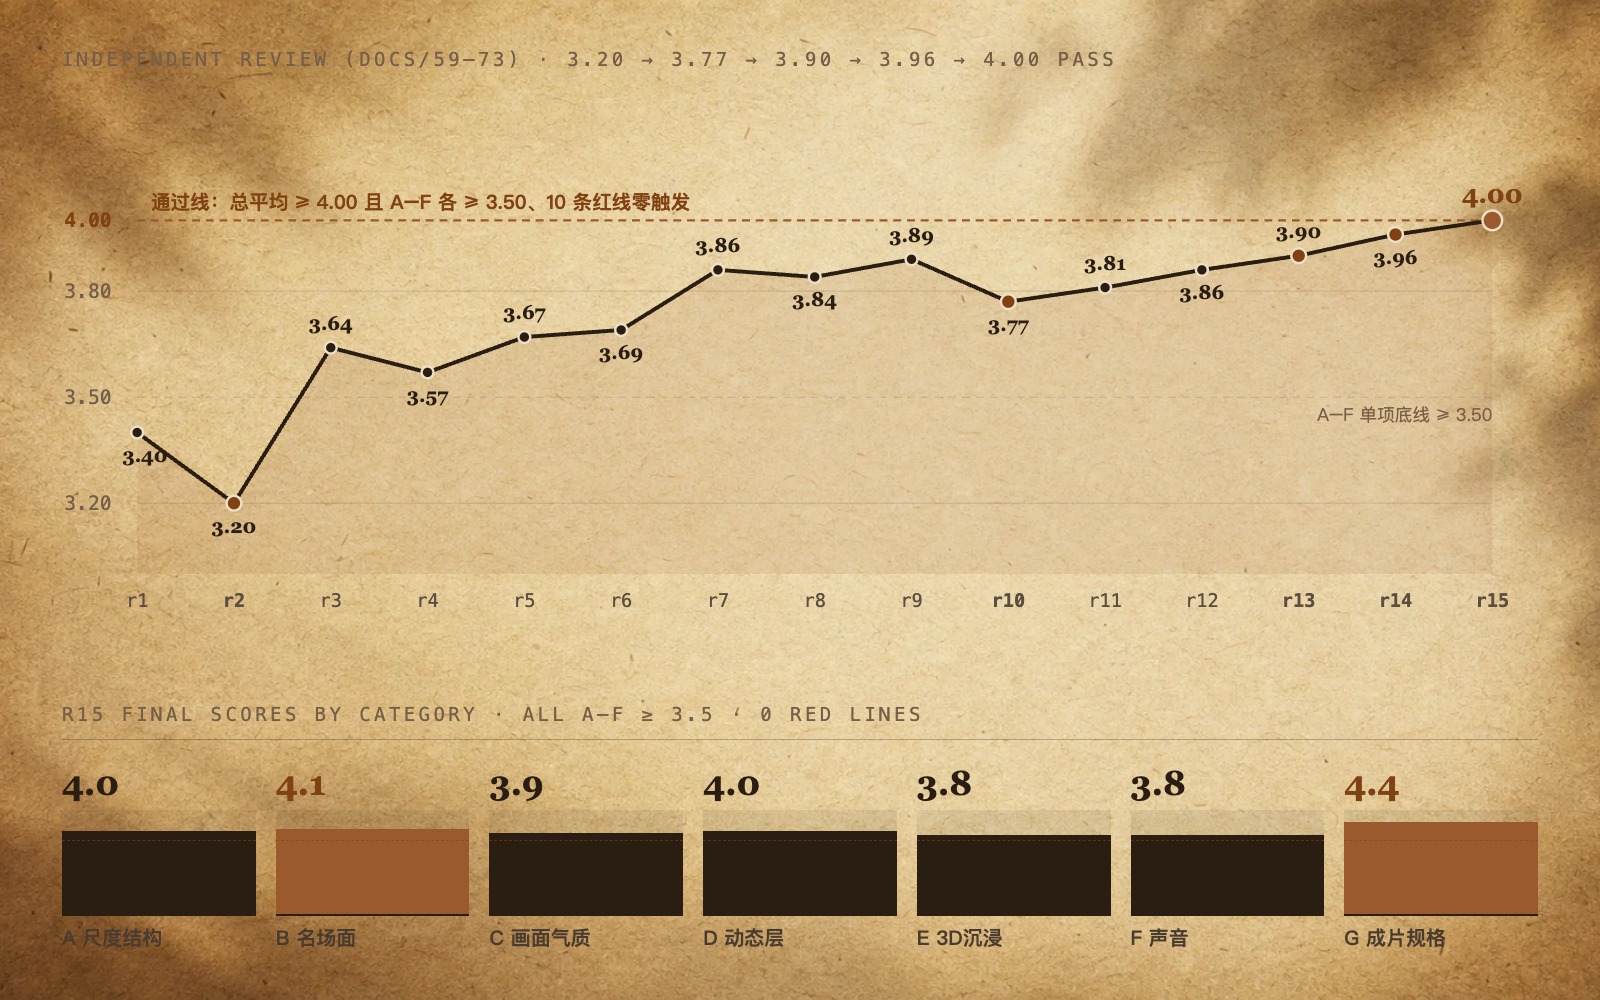 INDEPENDENT REVIEW (DOCS/59–73) · 3.20 → 3.77 → 3.90 → 3.96 → 4.00 PASS
通过线：总平均 ≥ 4.00 且 A–F 各 ≥ 3.50、10 条红线零触发
4.00
4.00
3.80
3.50
3.20
3.40
3.20
3.64
3.57
3.67
3.69
3.86
3.84
3.89
3.77
3.81
3.86
3.90
3.96
A–F 单项底线 ≥ 3.50
r1 r2 r3 r4 r5 r6 r7 r8 r9 r10 r11 r12 r13 r14 r15
R15 FINAL SCORES BY CATEGORY · ALL A–F ≥ 3.5 · 0 RED LINES
4.0 4.1 3.9 4.0 3.8 3.8 4.4
A 尺度结构 B 名场面 C 画面气质 D 动态层 E 3D沉浸 F 声音 G 成片规格